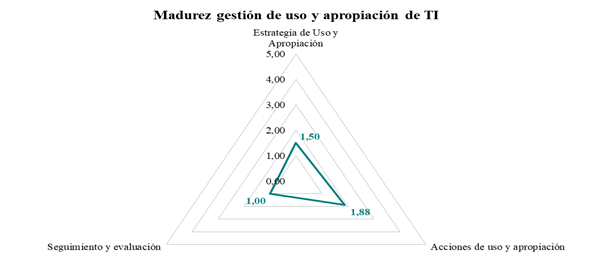 Madurez gestión de uso y apropiación de TI
Estrategia de Uso y
Apropiación
5,00
4,00
3,00
2,00
1,50
1,00
0,00
1,00
1,88
Seguimiento y evaluación
Acciones de uso y apropiación